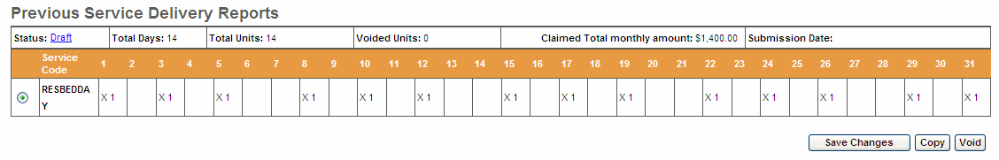 Previous Service Delivery Reports
Status: Draft Total Days: 14 Total Units: 14 Voided Units: 0 Claimed Total monthly amount: $1,400.00 Submission Date:
Service Code 1 2 3 4 5 6 7 8 9 10 11 12 13 14 15 16 17 18 19 20 21 22 23 24 25 26 27 28 29 30 31
RESBEDDA
Y X 1 X 1 X 1 X 1 X 1 X 1 X 1 X 1 X 1 X 1 X 1 X 1 X 1 X 1
Save Changes Copy Void